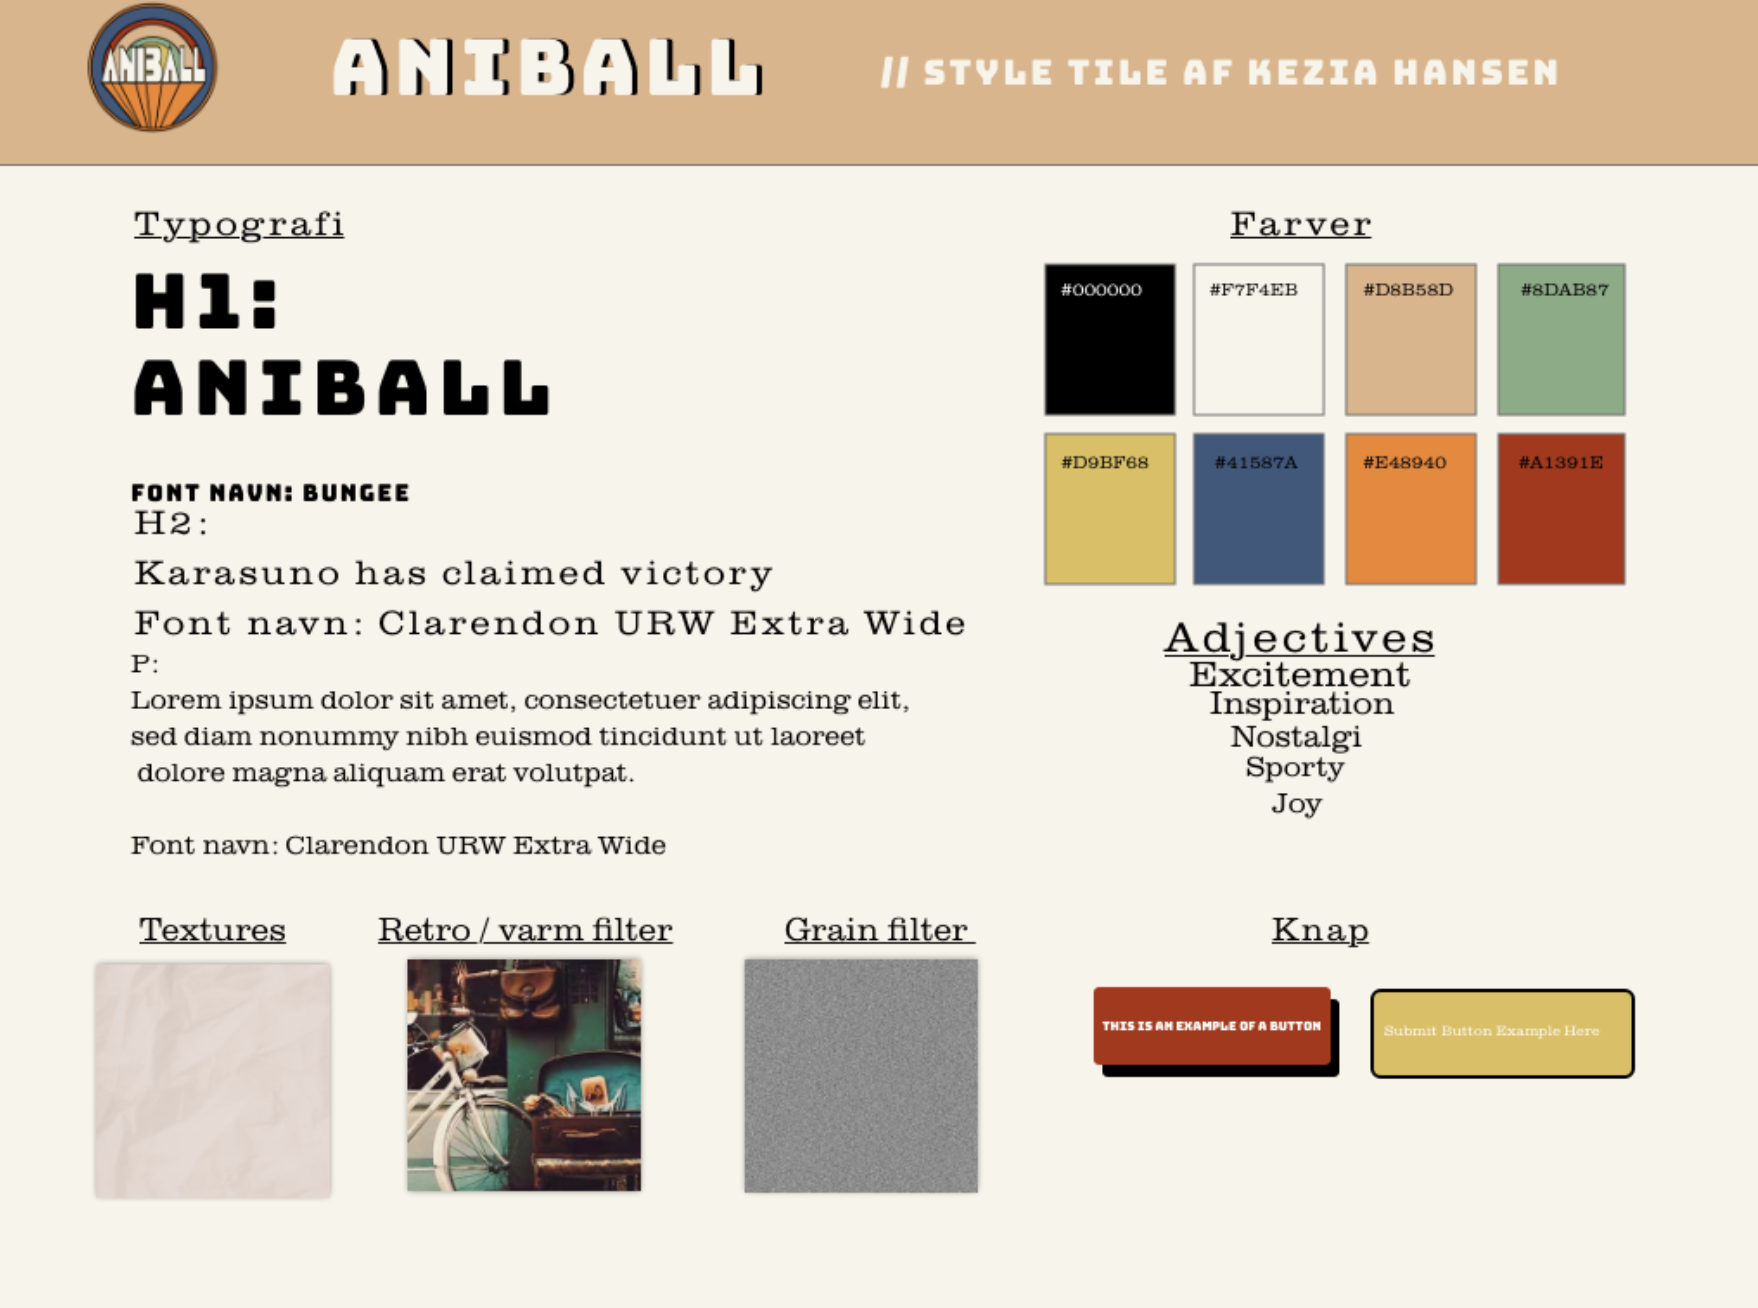 ANIBALL
ANIBALL
// STYLE TILE AF KEZIA HANSEN
Typografi
H1:
ANIBALL
FONT NAVN: BUNGEE
H2:
Karasuno has claimed victory
Font navn: Clarendon URW Extra Wide
P:
Lorem ipsum dolor sit amet, consectetuer adipiscing elit,
sed diam nonummy nibh euismod tincidunt ut laoreet
dolore magna aliquam erat volutpat.
Font navn: Clarendon URW Extra Wide
Farver
#000000
#F7F4EB
#D8B58D
#8DAB87
#D9BF68
#41587A
#E48940
#A1391E
Adjectives
Excitement
Inspiration
Nostalgi
Sporty
Joy
Textures
Retro / varm filter
Grain filter
Knap
THIS IS AN EXAMPLE OF A BUTTON
Submit Button Example Here